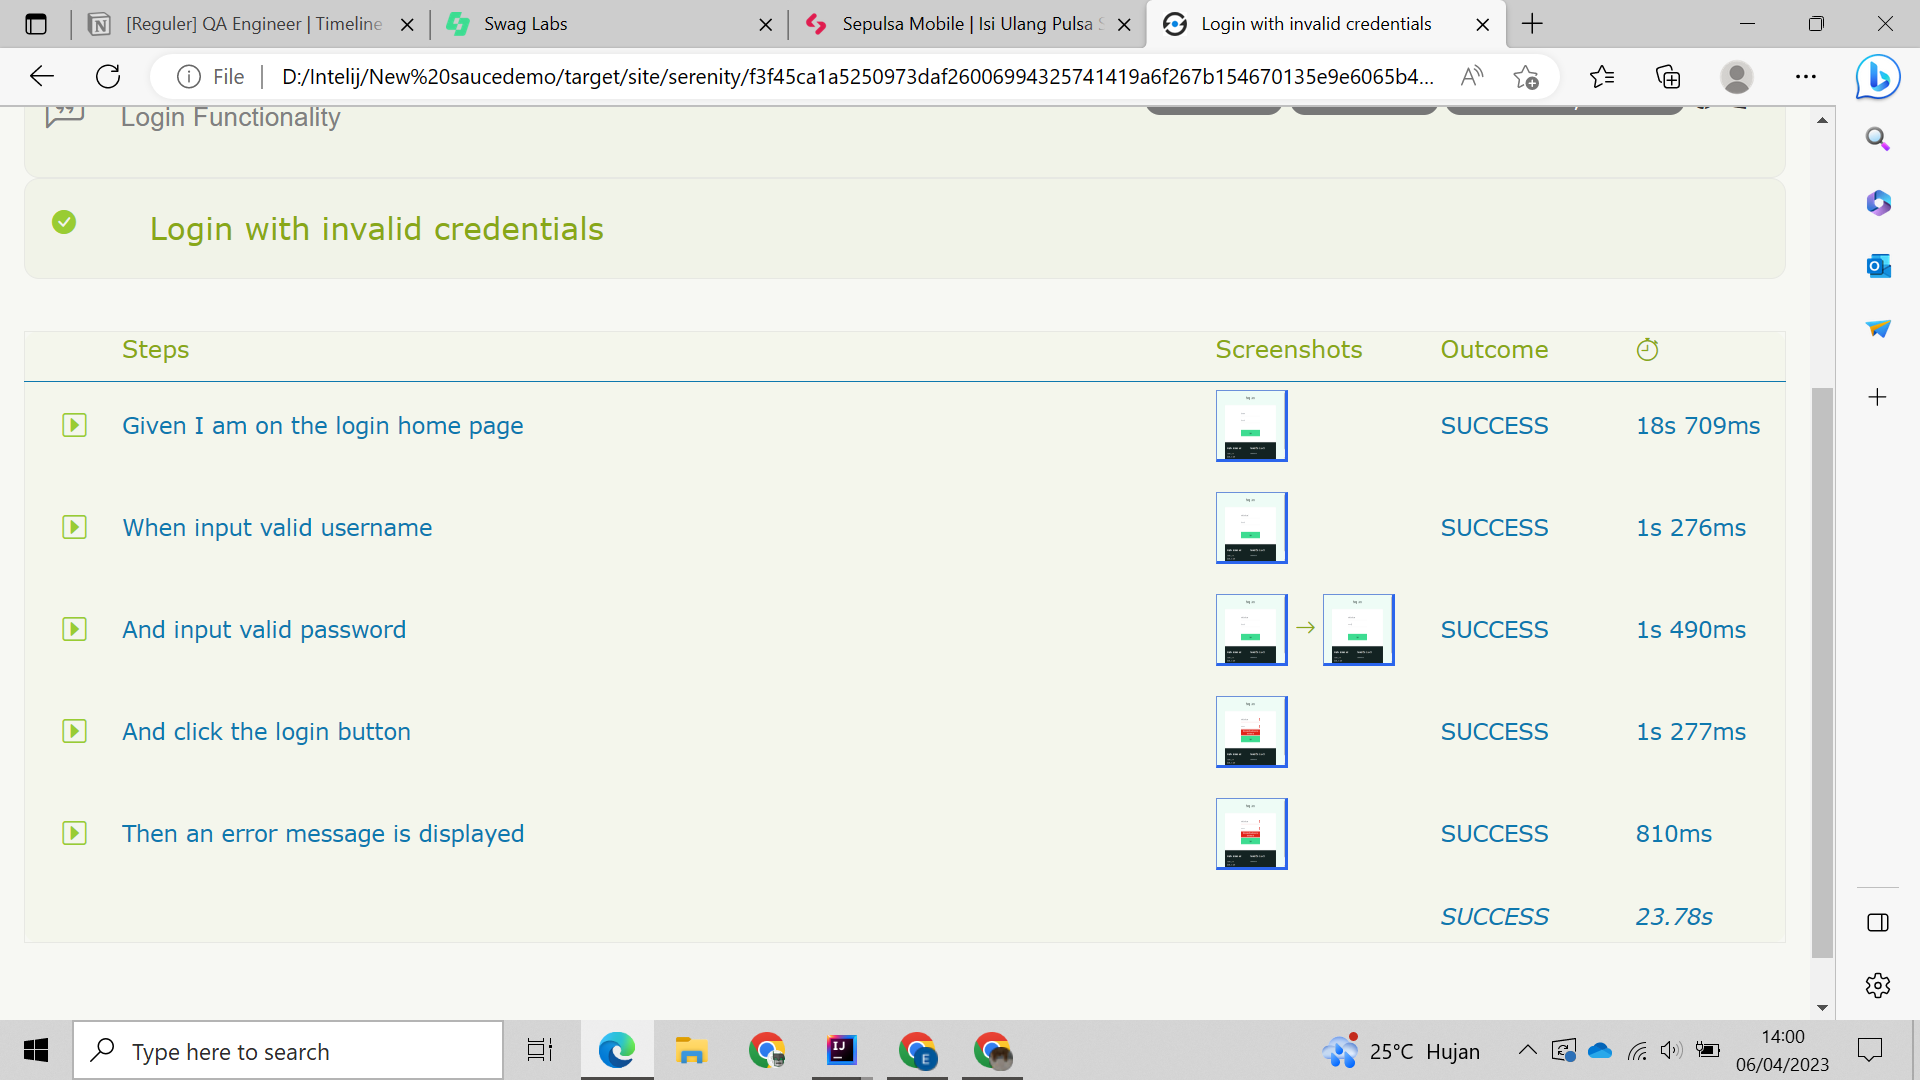 [Reguler] QA Engineer | Timeline
Swag Labs
Sepulsa Mobile | Isi Ulang Pulsa S
Login with invalid credentials
File
D:/Intelij/New%20saucedemo/target/site/serenity/f3f45ca1a5250973daf26006994325741419a6f267b154670135e9e6065b4...
Login Functionality
Login with invalid credentials
Steps Screenshots Outcome
Given I am on the login home page SUCCESS 18s 709ms
When input valid username SUCCESS 1s 276ms
And input valid password SUCCESS 1s 490ms
And click the login button SUCCESS 1s 277ms
Then an error message is displayed SUCCESS 810ms
SUCCESS 23.78s
Type here to search
25°C Hujan
14:00
06/04/2023